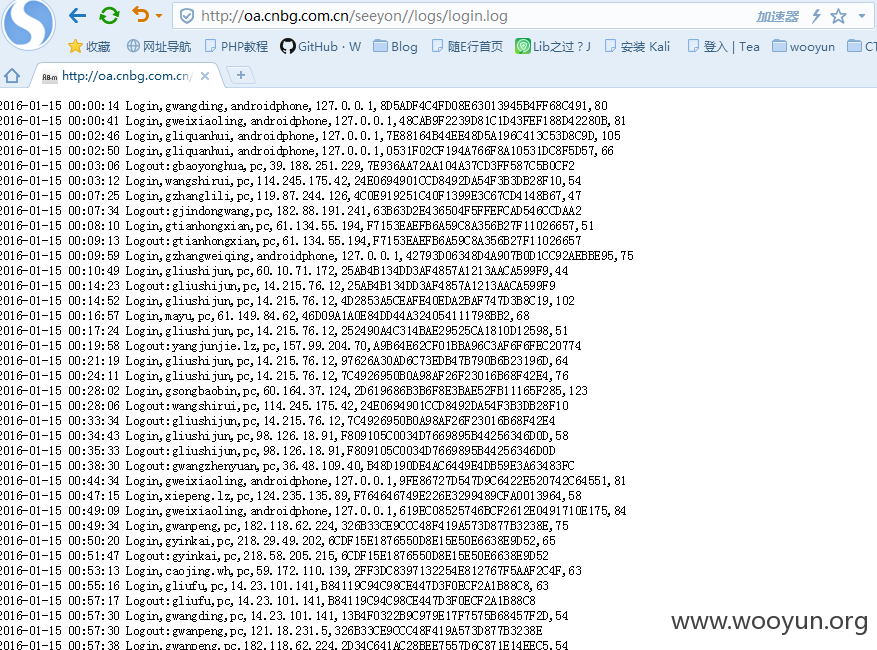 http://oa.cnbg.com.cn/seeyon//logs/login.log 加速器
收藏 网址导航 PHP教程 GitHub · W Blog 随E行首页 Lib之过？J 安装 Kali 登入 | Tea wooyun CT
http://oa.cnbg.com.cn/
2016-01-15 00:00:14 Login,gwangding,androidphone,127.0.0.1,8D5ADF4C4FD08E63013945B4FF68C491,80
2016-01-15 00:00:41 Login,gweixiaoling,androidphone,127.0.0.1,48CAB9F2239D81C1D43FEF188D42280B,81
2016-01-15 00:02:46 Login,gliquanhui,androidphone,127.0.0.1,7E88164B44EE48D5A196C413C53D8C9D,105
2016-01-15 00:02:50 Login,gliquanhui,androidphone,127.0.0.1,0531F02CF194A766F8A10531DC8F5D57,66
2016-01-15 00:03:06 Logout:gbaoyonghua,pc,39.188.251.229,7E936AA72AA104A37CD3FF587C5B0CF2
2016-01-15 00:03:12 Login,wangshirui,pc,114.245.175.42,24E0694901CCD8492DA54F3B3DB28F10,54
2016-01-15 00:07:25 Login,gzhanglili,pc,119.87.244.126,4C0E919251C40F1399E3C67CD4148B67,47
2016-01-15 00:07:34 Logout:gjindongwang,pc,182.88.191.241,63B63D2E436504F5FFEFCAD546CCDAA2
2016-01-15 00:08:10 Login,gtianhongxian,pc,61.134.55.194,F7153EAEFB6A59C8A356B27F11026657,51
2016-01-15 00:09:13 Logout:gtianhongxian,pc,61.134.55.194,F7153EAEFB6A59C8A356B27F11026657
2016-01-15 00:09:59 Login,gzhangweiqing,androidphone,127.0.0.1,42793D06348D4A907B0D1CC92AEBBE95,75
2016-01-15 00:10:49 Login,gliushijun,pc,60.10.71.172,25AB4B134DD3AF4857A1213AACA599F9,44
2016-01-15 00:14:23 Logout:gliushijun,pc,14.215.76.12,25AB4B134DD3AF4857A1213AACA599F9
2016-01-15 00:14:52 Login,gliushijun,pc,14.215.76.12,4D2853A5CEAFE40EDA2BAF747D3B8C19,102
2016-01-15 00:16:57 Login,mayu,pc,61.149.84.62,46D09A1A0E84DD44A324054111798BB2,68
2016-01-15 00:17:24 Login,gliushijun,pc,14.215.76.12,252490A4C314BAE29525CA1810D12598,51
2016-01-15 00:19:58 Logout:yangjunjie.lz,pc,157.99.204.70,A9B64E62CF01BBA96C3AF6F6FEC20774
2016-01-15 00:21:19 Login,gliushijun,pc,14.215.76.12,97626A30AD6C73EDB47B790B6B23196D,64
2016-01-15 00:24:11 Login,gliushijun,pc,14.215.76.12,7C4926950B0A98AF26F23016B68F42E4,76
2016-01-15 00:28:02 Login,gsongbaobin,pc,60.164.37.124,2D619686B3B6F8E3BAE52FB11165F285,123
2016-01-15 00:28:06 Logout:wangshirui,pc,114.245.175.42,24E0694901CCD8492DA54F3B3DB28F10
2016-01-15 00:33:34 Logout:gliushijun,pc,14.215.76.12,7C4926950B0A98AF26F23016B68F42E4
2016-01-15 00:34:43 Login,gliushijun,pc,98.126.18.91,F809105C0034D7669895B44256346D0D,58
2016-01-15 00:35:33 Logout:gliushijun,pc,98.126.18.91,F809105C0034D7669895B44256346D0D
2016-01-15 00:38:30 Logout:gwangzhenyuan,pc,36.48.109.40,B48D190DE4AC6449E4DB59E3A63483FC
2016-01-15 00:44:34 Login,gweixiaoling,androidphone,127.0.0.1,9FE86727D547D9C6422E520742C64551,81
2016-01-15 00:47:15 Login,xiepeng.lz,pc,124.235.135.89,F764646749E226E3299489CFA0013964,58
2016-01-15 00:49:09 Login,gweixiaoling,androidphone,127.0.0.1,619EC08525746BCF2612E0491710E175,84
2016-01-15 00:49:34 Login,gwanpeng,pc,182.118.62.224,326B33CE9CCC48F419A573D877B3238E,75
2016-01-15 00:50:20 Login,gyinkai,pc,218.29.49.202,6CDF15E1876550D8E15E50E6638E9D52,65
2016-01-15 00:51:47 Logout:gyinkai,pc,218.58.205.215,6CDF15E1876550D8E15E50E6638E9D52
2016-01-15 00:53:13 Login,caojing.wh,pc,59.172.110.139,2FF3DC8397132254E812767F5AAF2C4F,63
2016-01-15 00:55:16 Login,gliufu,pc,14.23.101.141,B84119C94C98CE447D3F0ECF2A1B88C8,63
2016-01-15 00:57:17 Logout:gliufu,pc,14.23.101.141,B84119C94C98CE447D3F0ECF2A1B88C8
2016-01-15 00:57:30 Login,gwangding,pc,14.23.101.141,13B4F0322B9C979E17F7575B68457F2D,54
2016-01-15 00:57:30 Logout:gwanpeng,pc,121.18.231.5,326B33CE9CCC48F419A573D877B3238E
2016-01-15 00:57:38 Login,gwanpeng,pc,182.118.62.224,2D34C641AC28BEE7557D6C871E14EEC5,54
www.wooyun.org